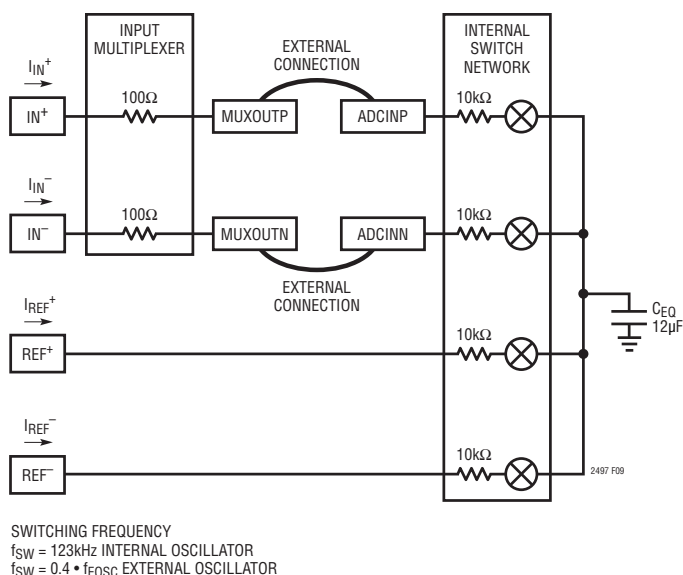 INPUT
MULTIPLEXER
EXTERNAL
CONNECTION
INTERNAL
SWITCH
NETWORK
IIN+
IN+
100Ω
MUXOUTP
ADCINP
10kΩ
IIN–
IN–
100Ω
MUXOUTN
ADCINN
10kΩ
EXTERNAL
CONNECTION
IREF+
REF+
10kΩ
CEQ
12µF
IREF–
REF–
10kΩ
2497 F09
SWITCHING FREQUENCY
fSW = 123kHz INTERNAL OSCILLATOR
fSW = 0.4 • fEOSC EXTERNAL OSCILLATOR